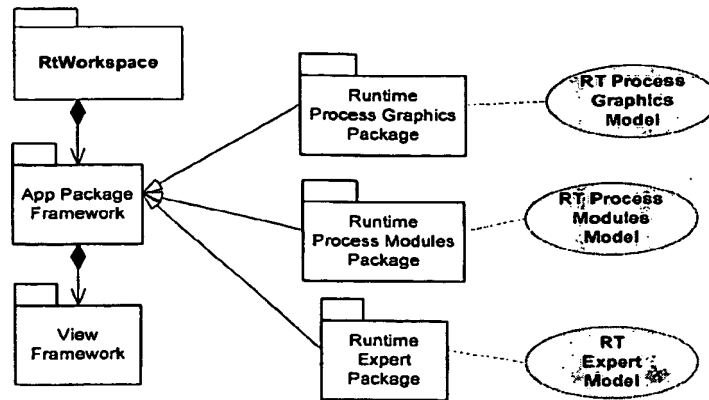 RtWorkspace
App Package
Framework
View
Framework
Runtime
Process Graphics
Package
Runtime
Process Modules
Package
Runtime
Expert
Package
RT Process
Graphics
Model
RT Process
Modules
Model
RT
Expert
Model